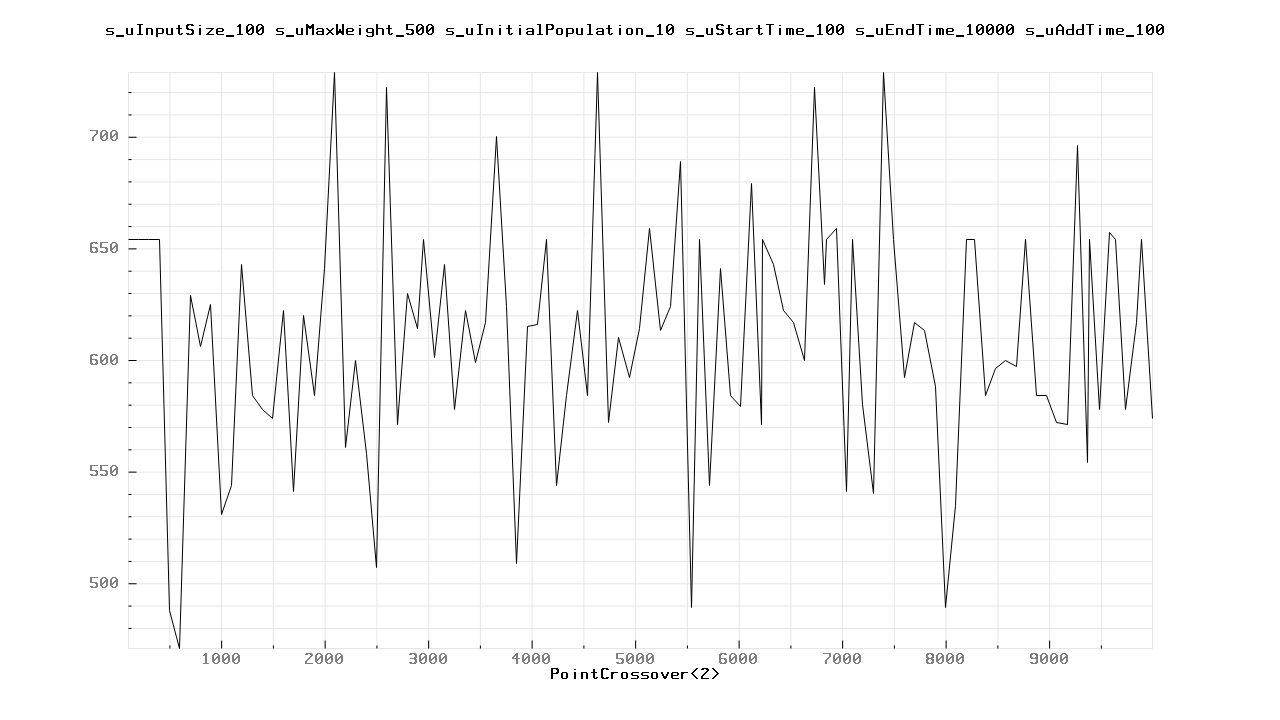 s_uInputSize_100 s_uMaxWeight_500 s_uInitialPopulation_10 s_uStartTime_100 s_uEndTime_10000 s_uAddTime_100
700
650
600
550
500
1000 2000 3000 4000 5000 6000 7000 8000 9000
PointCrossover<2>